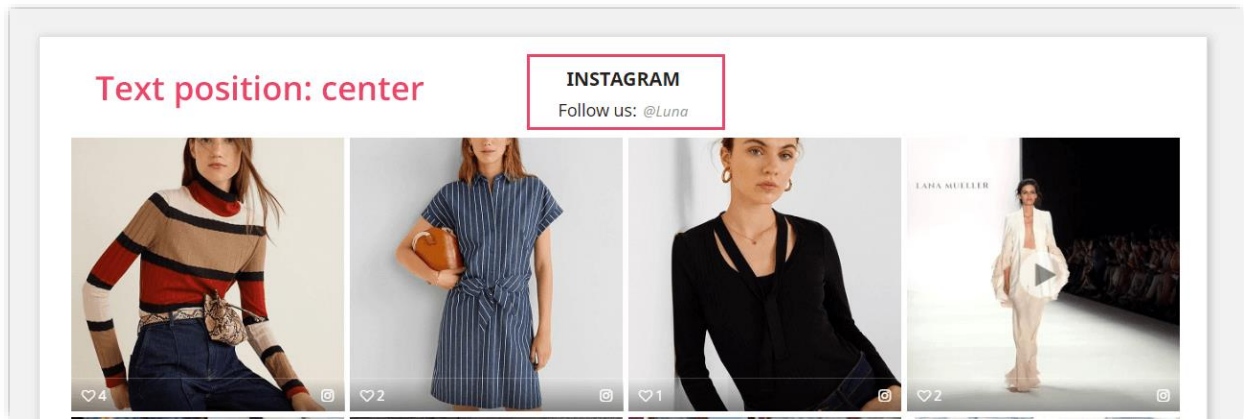 Text position: center
INSTAGRAM
Follow us: @Luna
LANA MUELLER
4
2
1
2